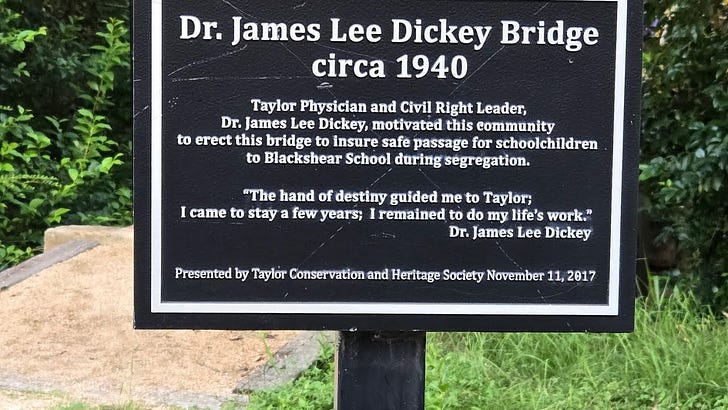 Dr. James Lee Dickey Bridge
circa 1940
Taylor Physician and Civil Right Leader,
Dr. James Lee Dickey, motivated this community
to erect this bridge to insure safe passage for schoolchildren
to Blackshear School during segregation.
“The hand of destiny guided me to Taylor;
I came to stay a few years; I remained to do my life’s work.”
Dr. James Lee Dickey
Presented by Taylor Conservation and Heritage Society November 11, 2017